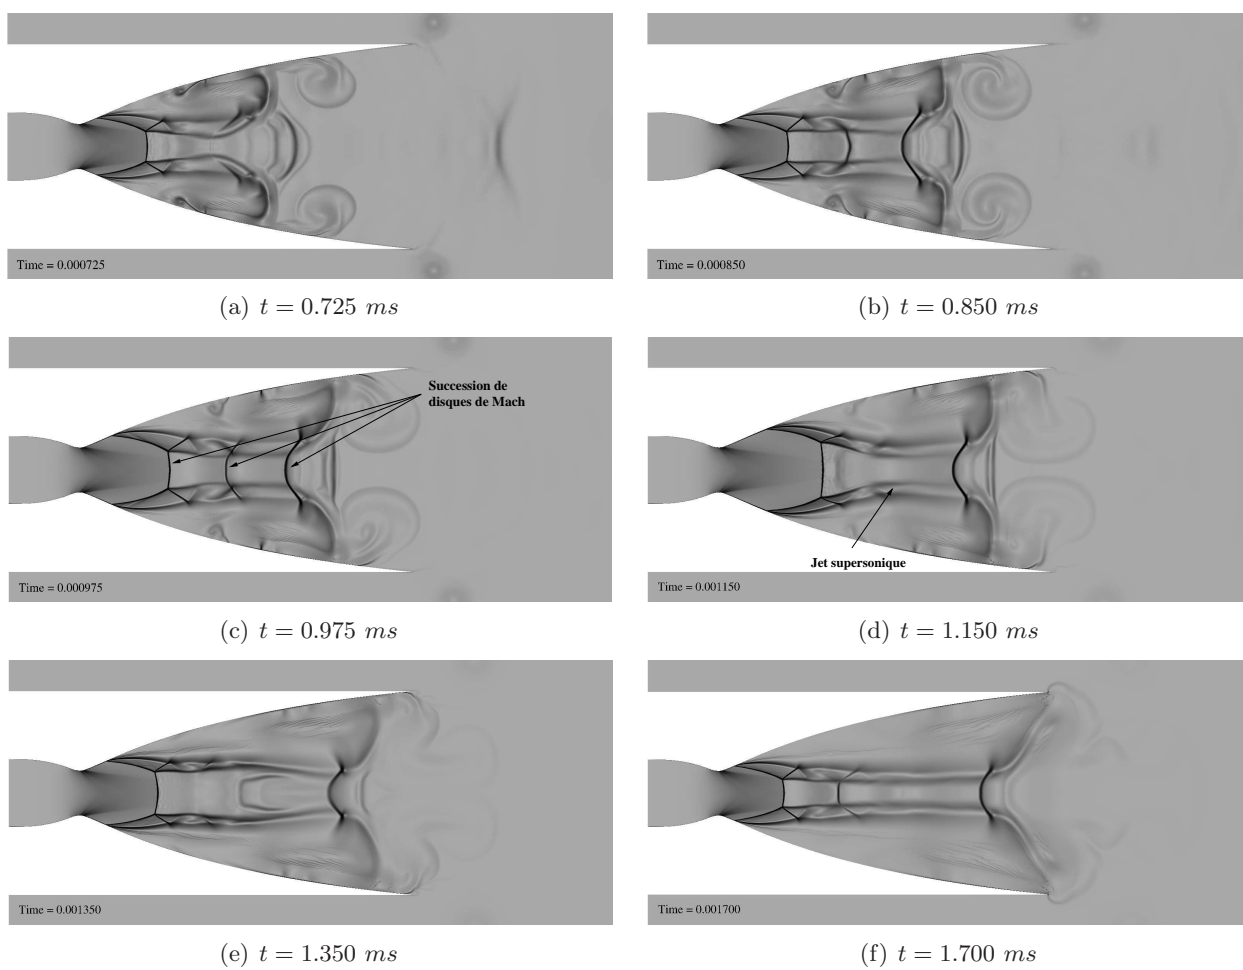 Time = 0.000725
Time = 0.000850
(a) t = 0.725 ms
(b) t = 0.850 ms
Succession de
disques de Mach
Jet supersonique
Time = 0.000975
Time = 0.001150
(c) t = 0.975 ms
(d) t = 1.150 ms
Time = 0.001350
Time = 0.001700
(e) t = 1.350 ms
(f) t = 1.700 ms